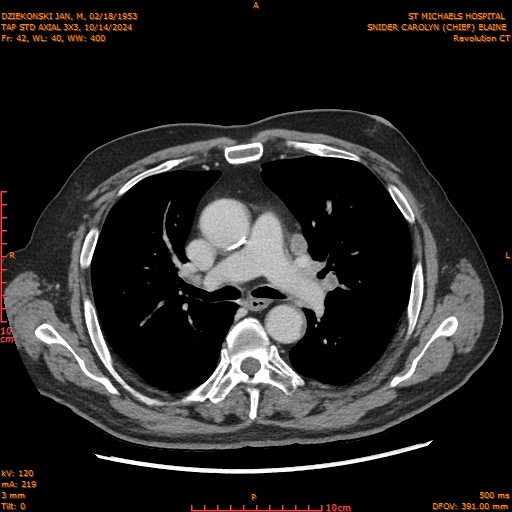 DZIEKONSKI JAN, M, 02/18/1953
TAP STD AXIAL 3X3, 10/14/2024
Fr: 42, WL: 40, WW: 400
A
ST MICHAELS HOSPITAL
SNIDER CAROLYN (CHIEF) ELAINE
Revolution CT
R
L
10
cm
kV: 120
mA: 219
3 mm
Tilt: 0
P
10cm
500 ms
DFOV: 391.00 mm